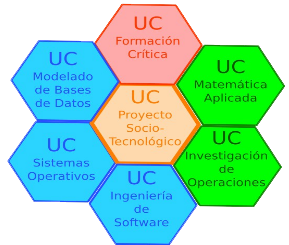 UC
Formación
Crítica
UC
Modelado
de Bases
de Datos
UC
Matemática
Aplicada
UC
Proyecto
Socio-
Tecnológico
UC
Sistemas
Operativos
UC
Investigación
de
Operaciones
UC
Ingeniería
de
Software